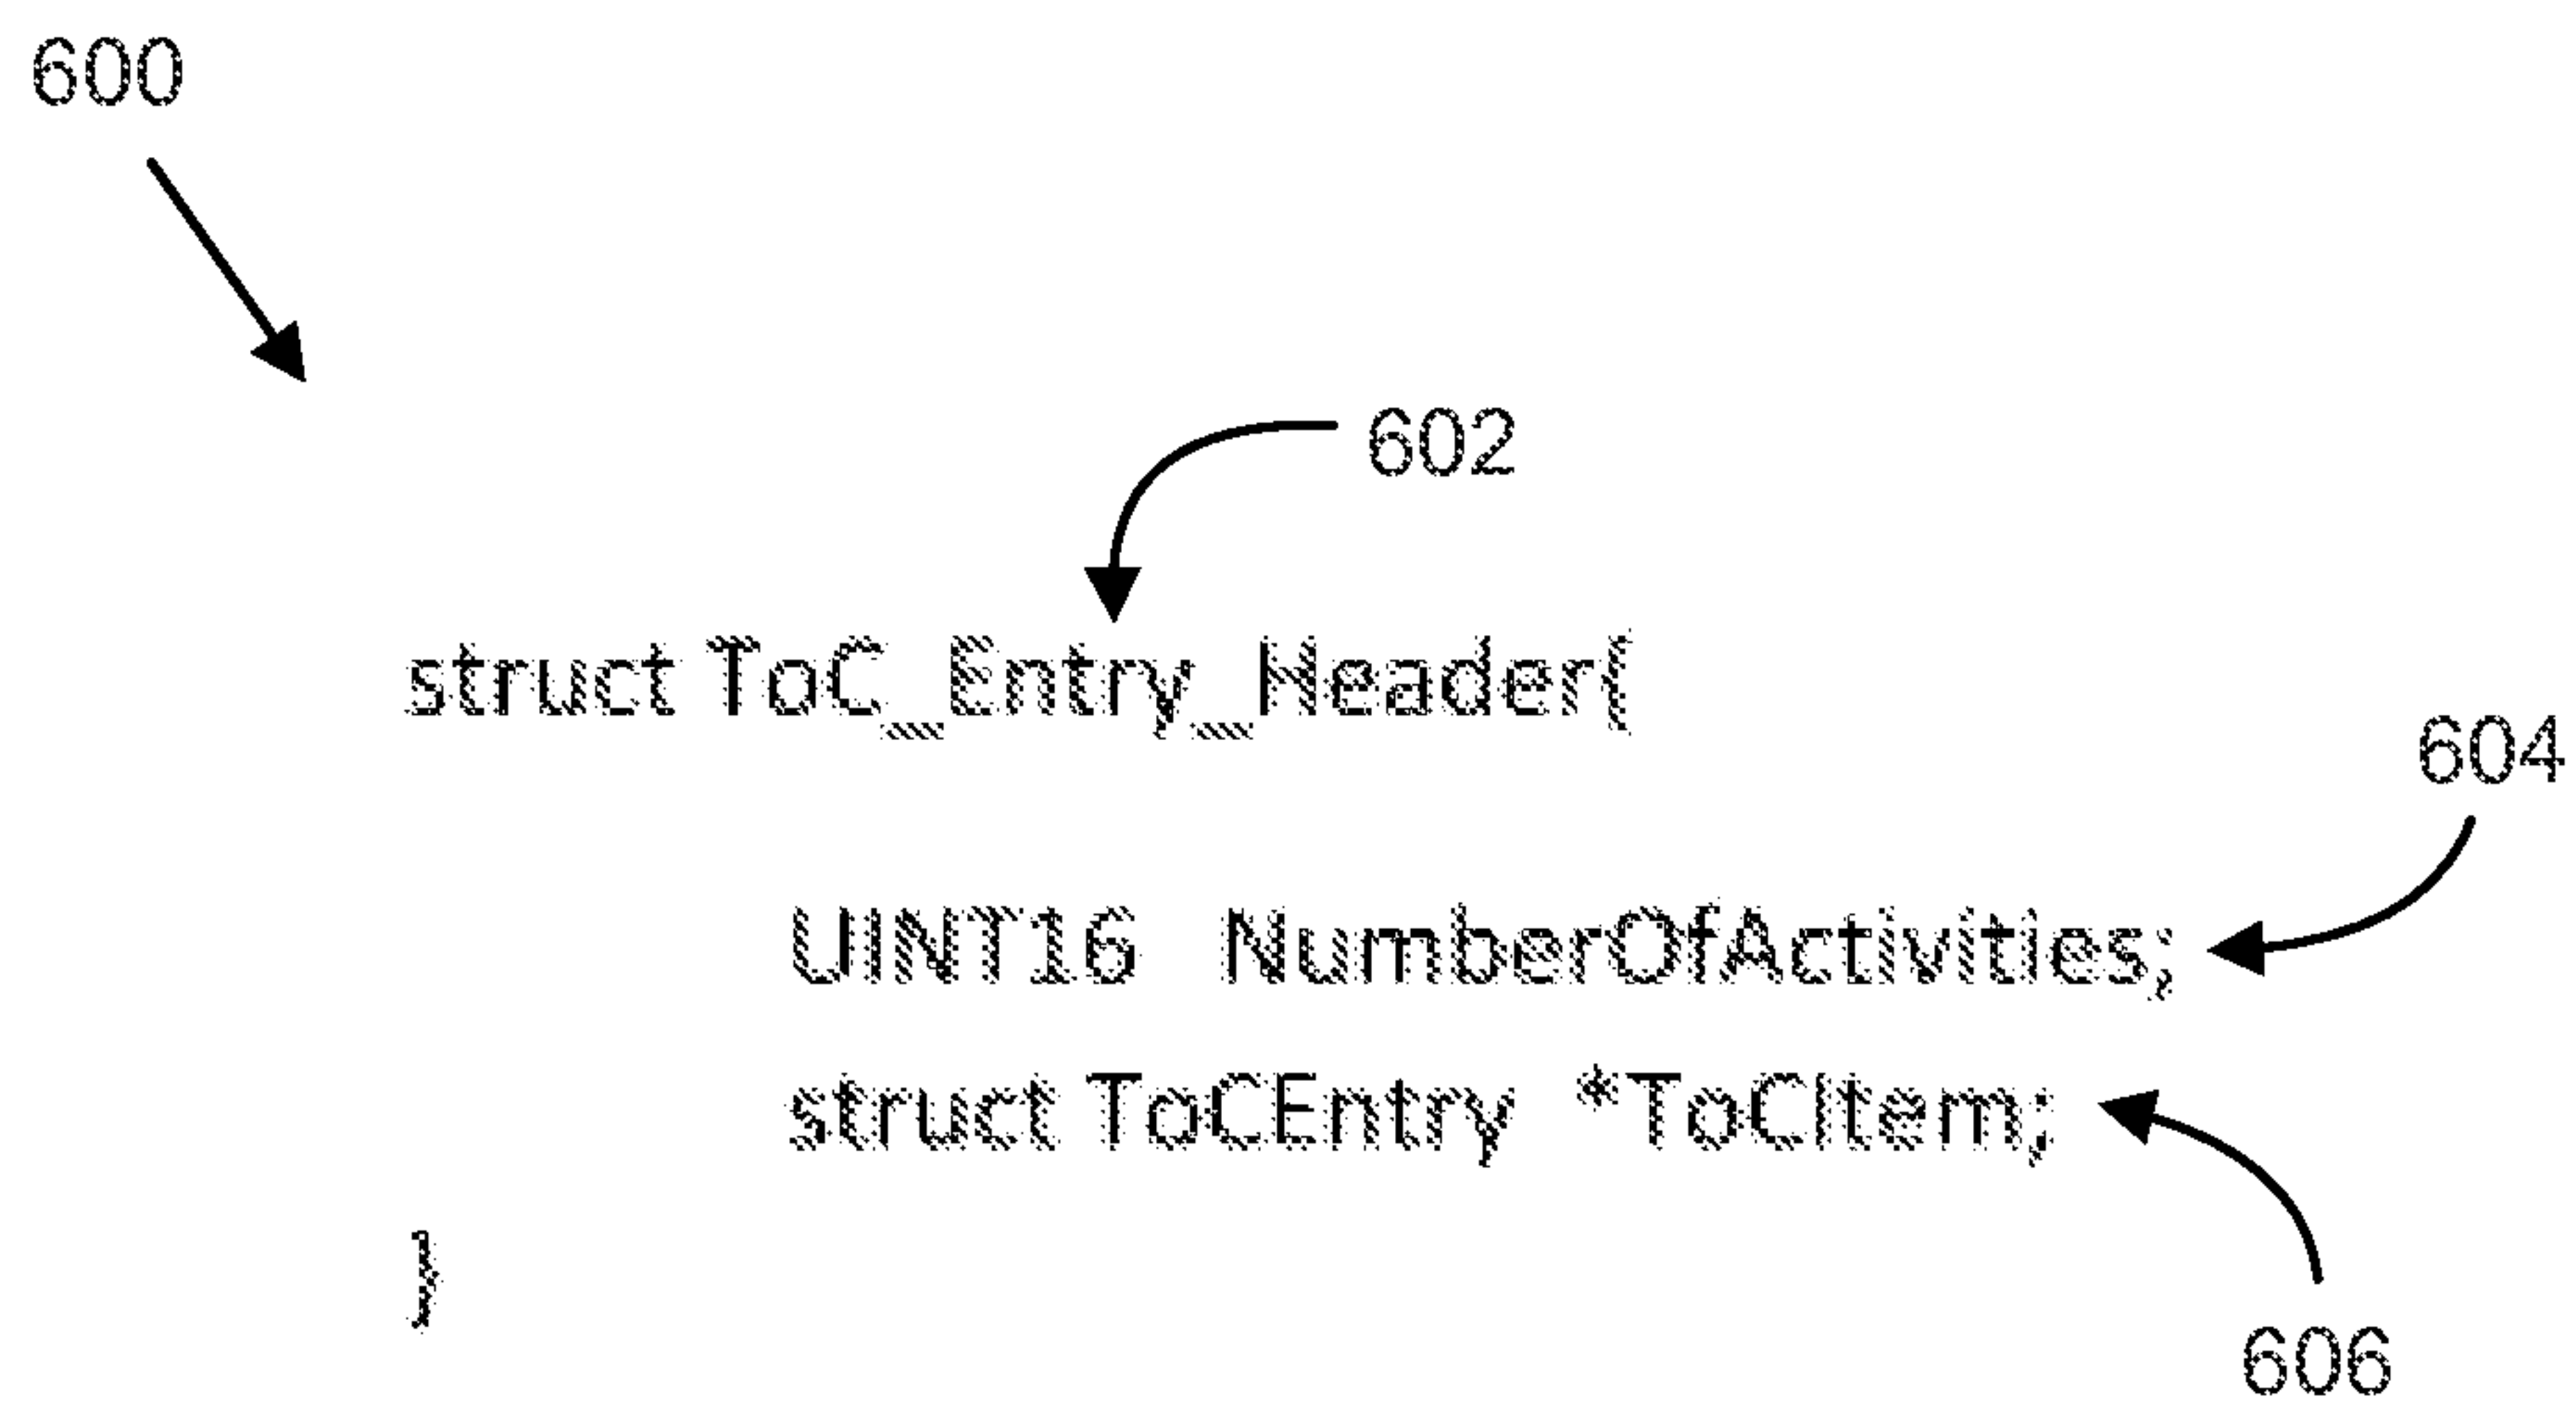 600
602
struct ToC_Entry_Header{
604
UINT16 NumberOfActivities;
struct ToCEntry *ToCItem;
}
606